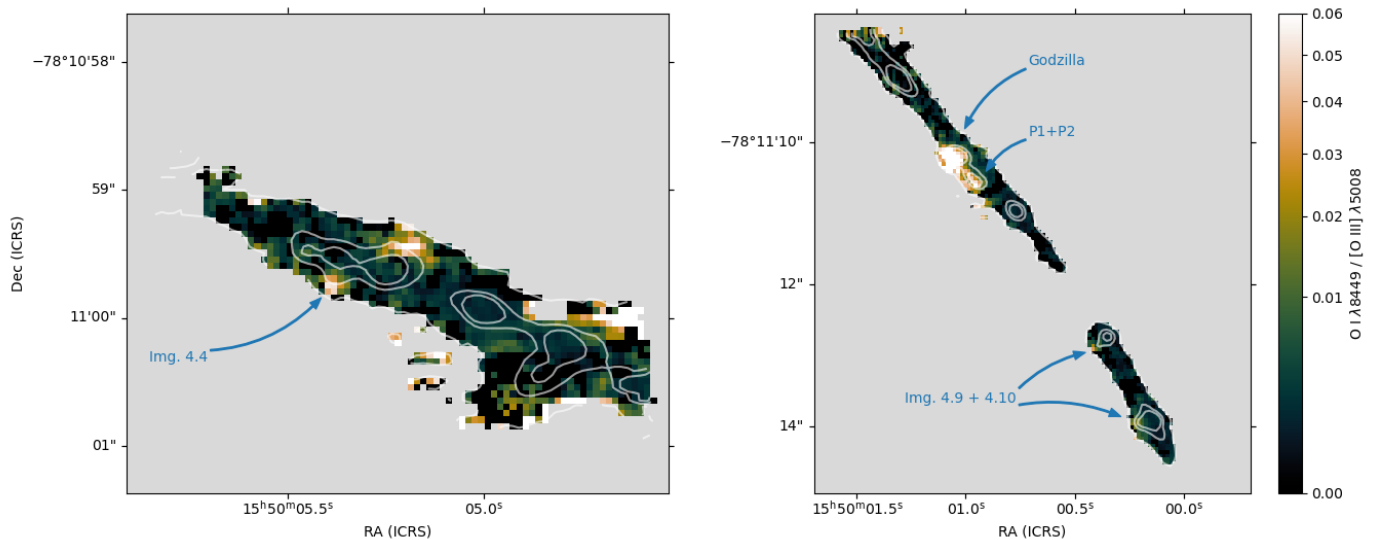 −78°10'58"
59"
11'00"
01"
Dec (ICRS)
Img. 4.4
15ʰ50ᵐ05.5ˢ
05.0ˢ
RA (ICRS)
Godzilla
P1+P2
−78°11'10"
12"
14"
Img. 4.9 + 4.10
15ʰ50ᵐ01.5ˢ
01.0ˢ
00.5ˢ
00.0ˢ
RA (ICRS)
0.06
0.05
0.04
0.03
0.02
0.01
0.00
O I λ8449 / [O III] λ5008